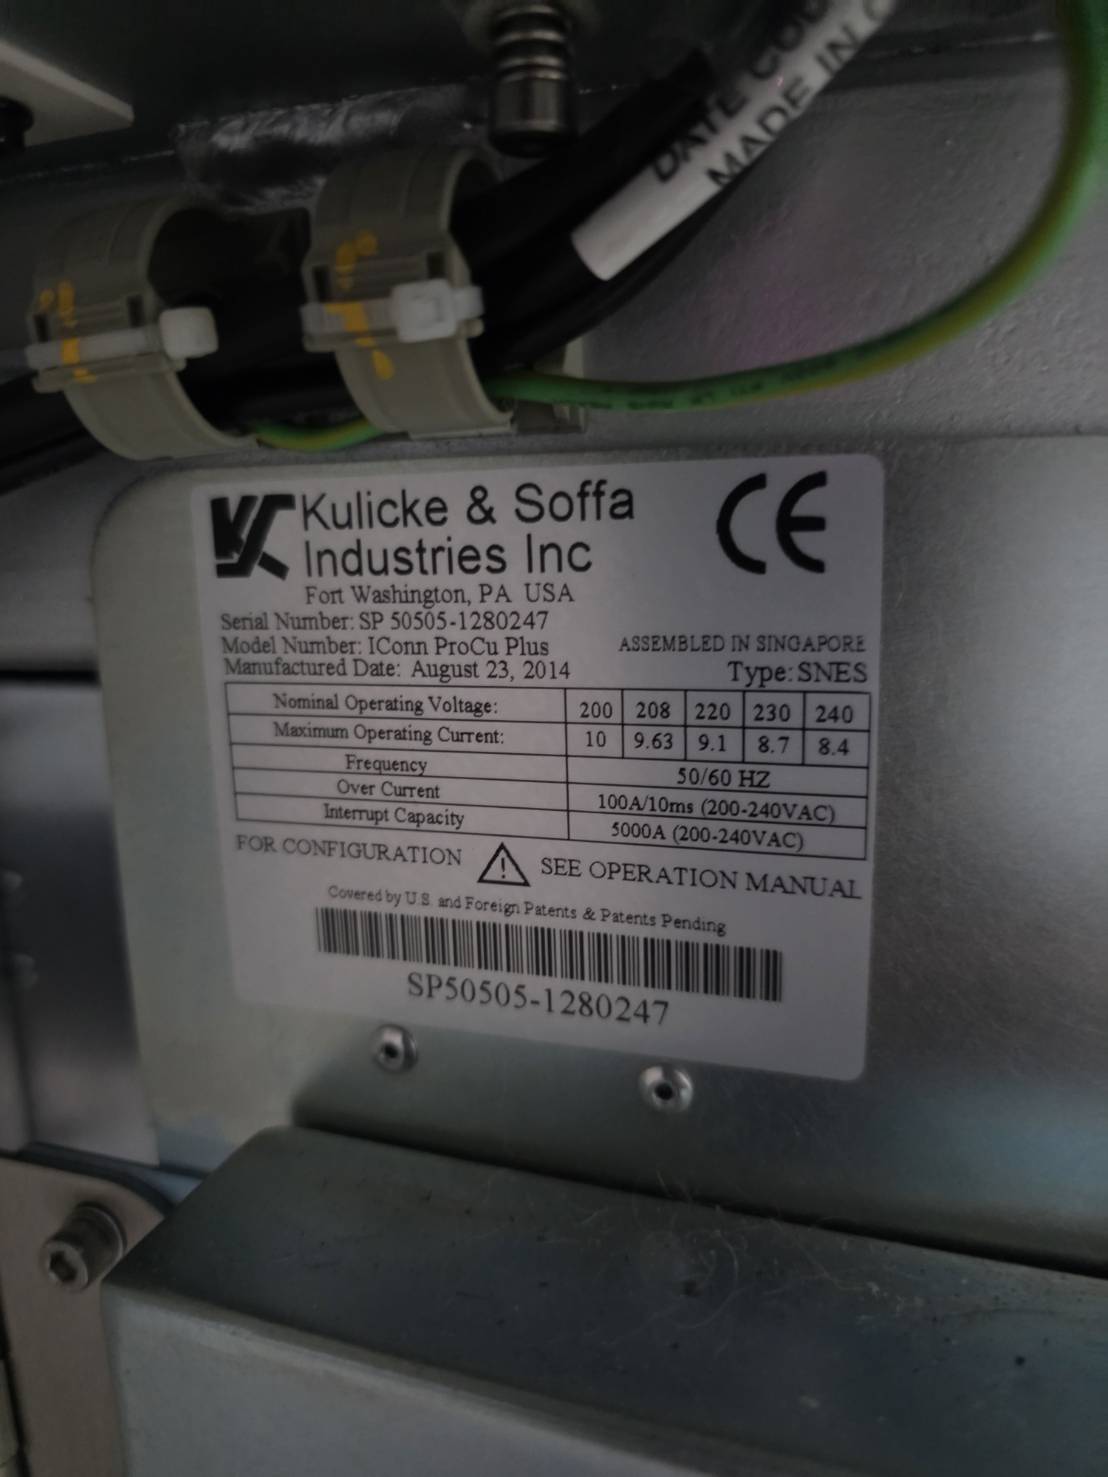 DATE COD
MADE IN C
KS
Kulicke & Soffa
Industries Inc
CE
Fort Washington, PA USA
Serial Number: SP 50505-1280247
Model Number: IConn ProCu Plus
ASSEMBLED IN SINGAPORE
Manufactured Date: August 23, 2014
Type: SNES
Nominal Operating Voltage: 200 208 220 230 240
Maximum Operating Current: 10 9.63 9.1 8.7 8.4
Frequency 50/60 HZ
Over Current 100A/10ms (200-240VAC)
Interrupt Capacity 5000A (200-240VAC)
FOR CONFIGURATION ! SEE OPERATION MANUAL
Covered by U.S. and Foreign Patents & Patents Pending
SP50505-1280247